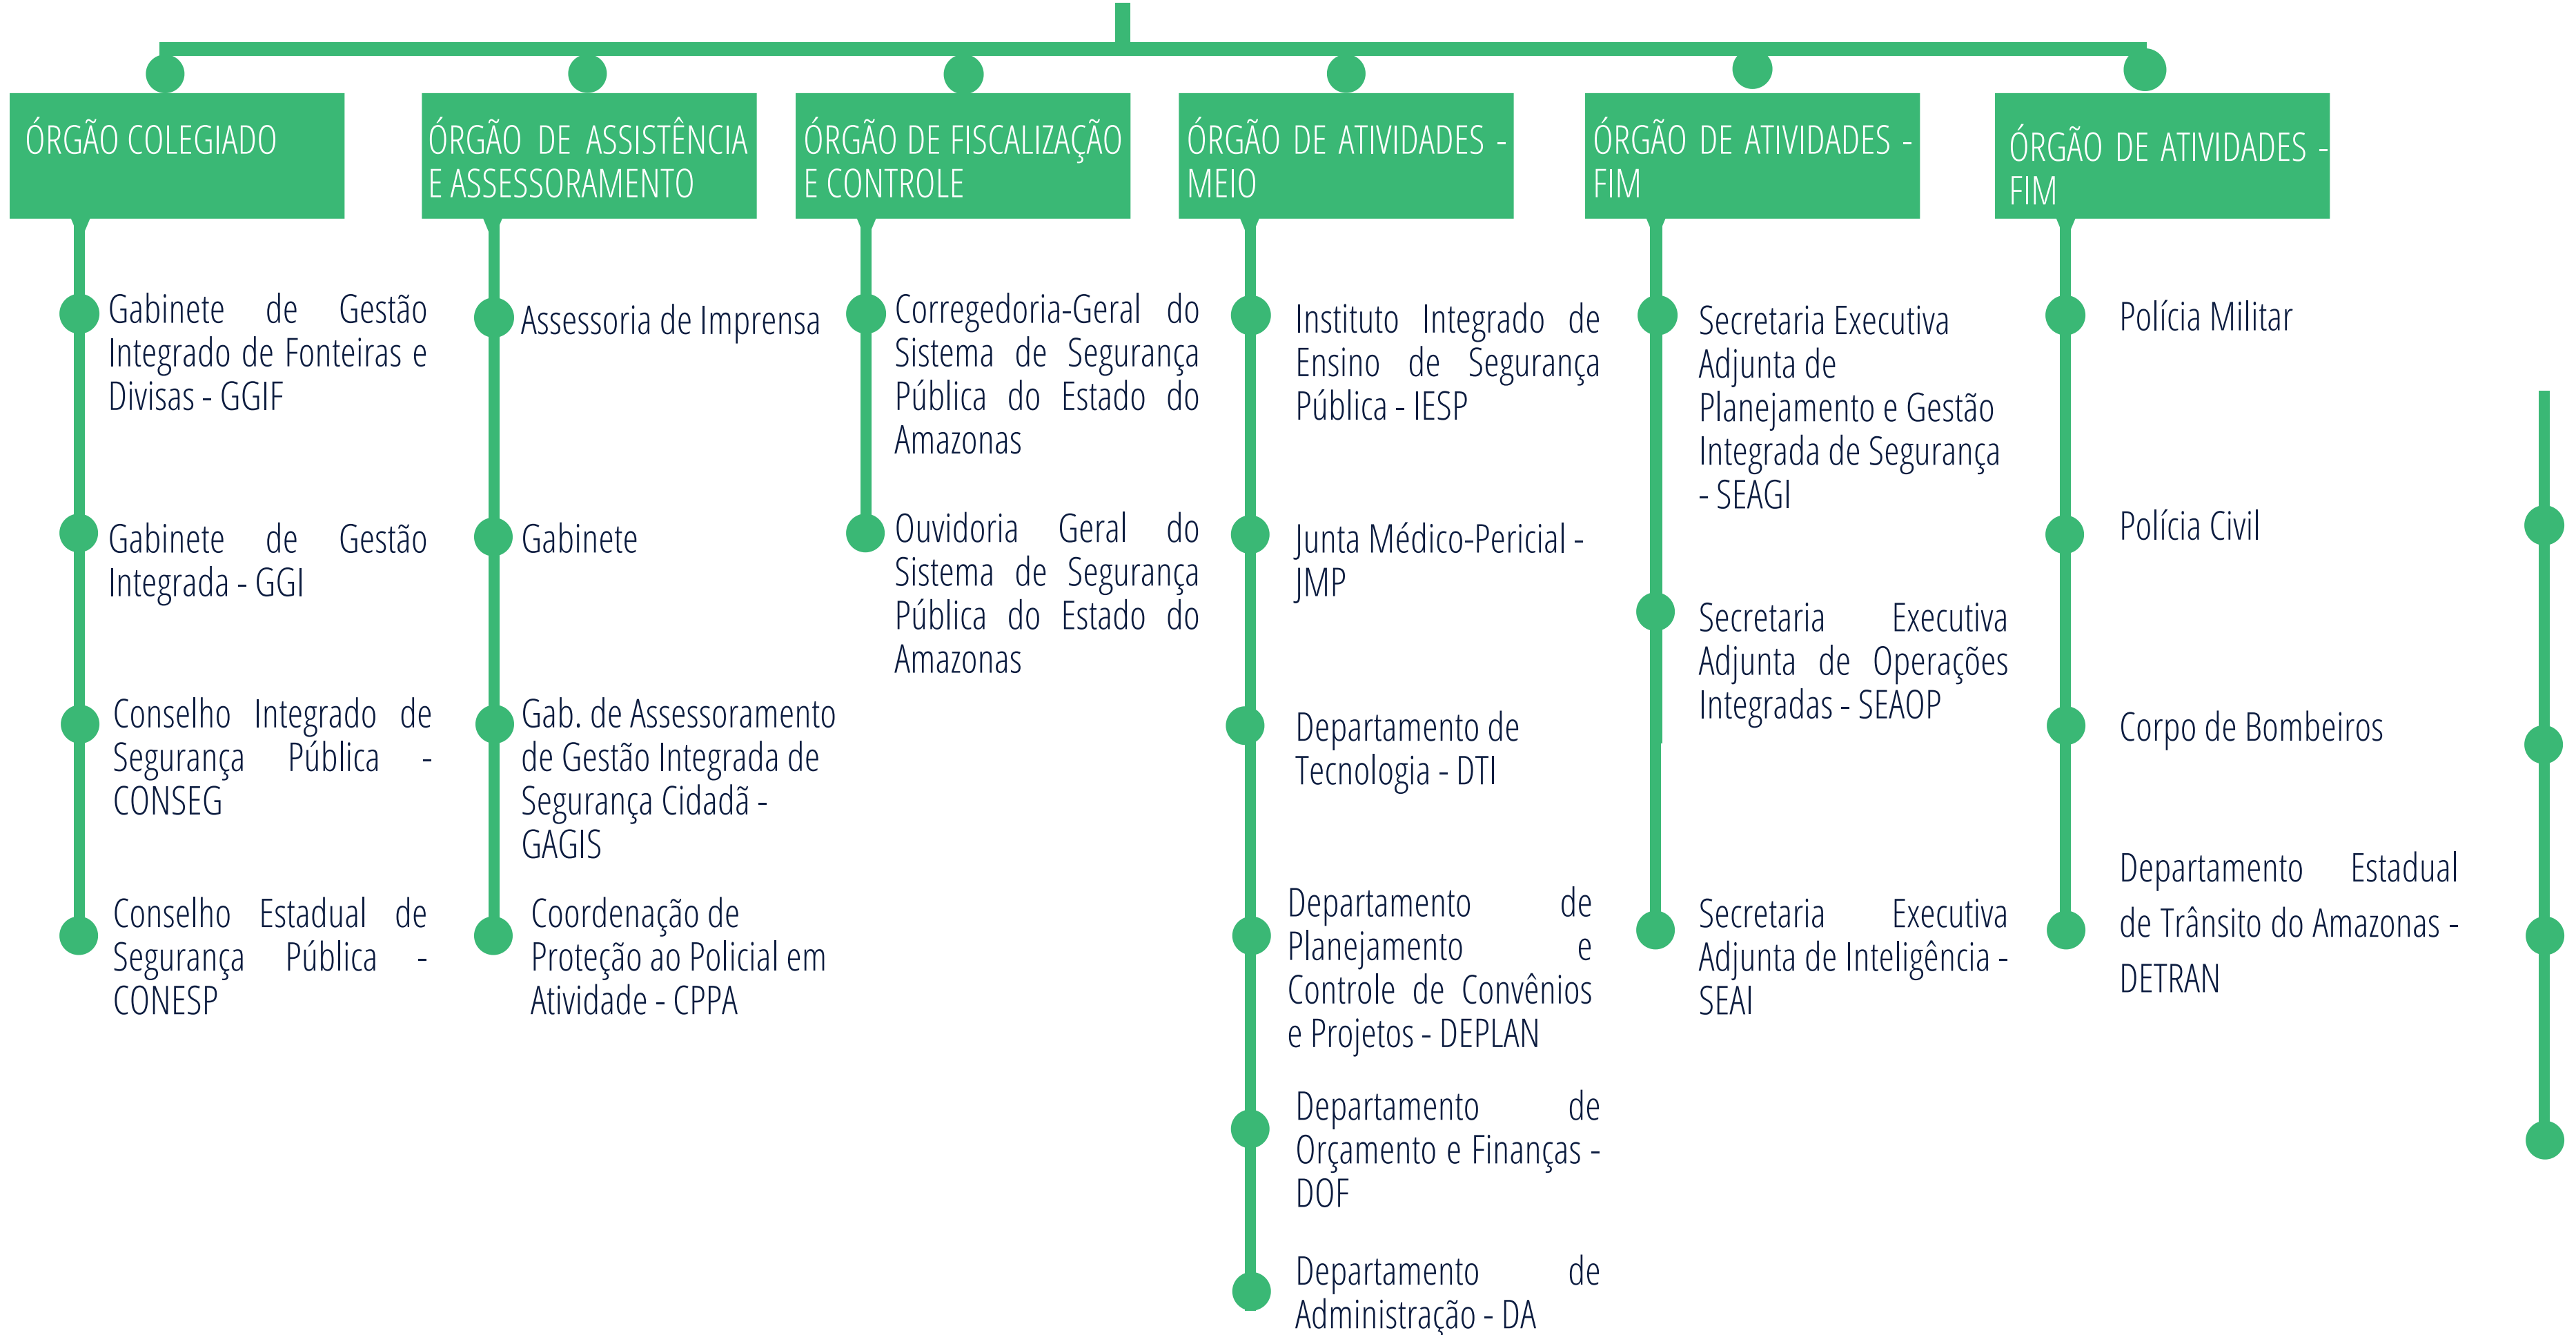 ÓRGÃO COLEGIADO
Gabinete de Gestão
Integrado de Fonteiras e
Divisas - GGIF
Gabinete de Gestão
Integrada - GGI
Conselho Integrado de
Segurança Pública -
CONSEG
Conselho Estadual de
Segurança Pública -
CONESP
ÓRGÃO DE ASSISTÊNCIA
E ASSESSORAMENTO
Assessoria de Imprensa
Gabinete
Gab. de Assessoramento
de Gestão Integrada de
Segurança Cidadã -
GAGIS
Coordenação de
Proteção ao Policial em
Atividade - CPPA
ÓRGÃO DE FISCALIZAÇÃO
E CONTROLE
Corregedoria-Geral do
Sistema de Segurança
Pública do Estado do
Amazonas
Ouvidoria Geral do
Sistema de Segurança
Pública do Estado do
Amazonas
ÓRGÃO DE ATIVIDADES -
MEIO
Instituto Integrado de
Ensino de Segurança
Pública - IESP
Junta Médico-Pericial -
JMP
Departamento de
Tecnologia - DTI
Departamento de
Planejamento e
Controle de Convênios
e Projetos - DEPLAN
Departamento de
Orçamento e Finanças -
DOF
Departamento de
Administração - DA
ÓRGÃO DE ATIVIDADES -
FIM
Secretaria Executiva
Adjunta de
Planejamento e Gestão
Integrada de Segurança
- SEAGI
Secretaria Executiva
Adjunta de Operações
Integradas - SEAOP
Secretaria Executiva
Adjunta de Inteligência -
SEAI
ÓRGÃO DE ATIVIDADES -
FIM
Polícia Militar
Polícia Civil
Corpo de Bombeiros
Departamento Estadual
de Trânsito do Amazonas -
DETRAN